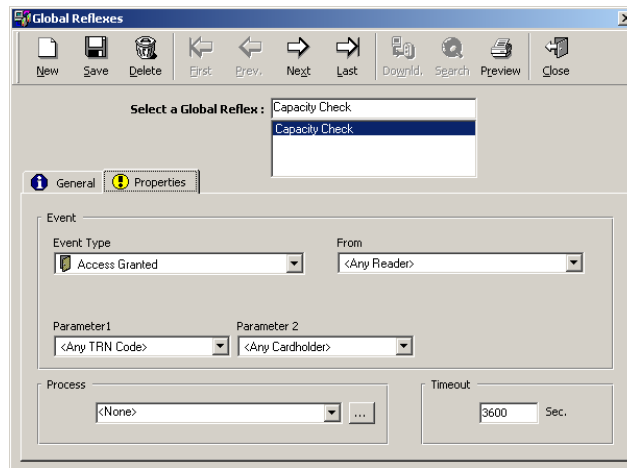 Global Reflexes
New Save Delete First Prev. Next Last Downld. Search Preview Close
Select a Global Reflex : Capacity Check
Capacity Check
General Properties
Event
Event Type From
Access Granted <Any Reader>
Parameter1 Parameter 2
<Any TRN Code> <Any Cardholder>
Process Timeout
<None> ... 3600 Sec.